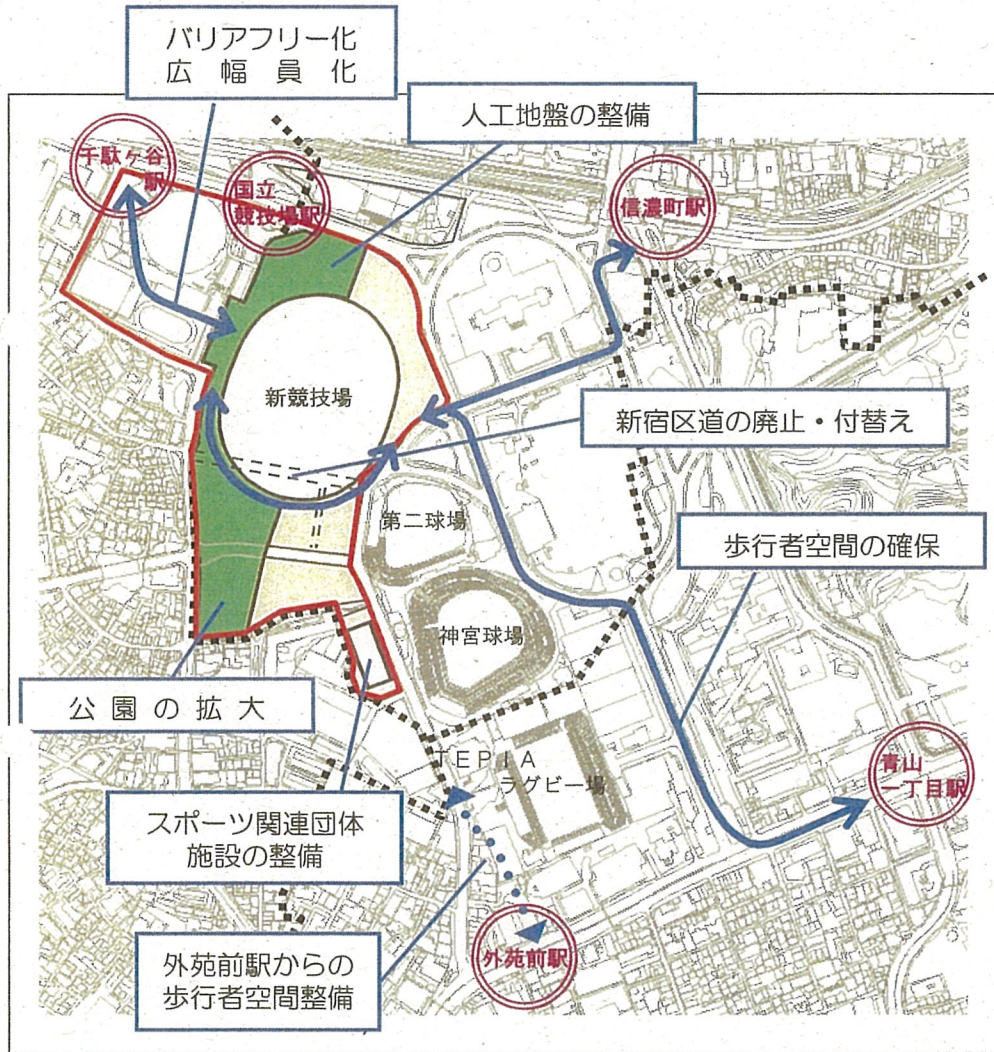 バリアフリー化
広幅員化
人工地盤の整備
千駄ヶ谷
駅
国立
競技場駅
信濃町駅
新競技場
新宿区道の廃止・付替え
第二球場
歩行者空間の確保
神宮球場
公園の拡大
TEPIA
ラグビー場
青山
一丁目駅
スポーツ関連団体
施設の整備
外苑前駅
外苑前駅からの
歩行者空間整備